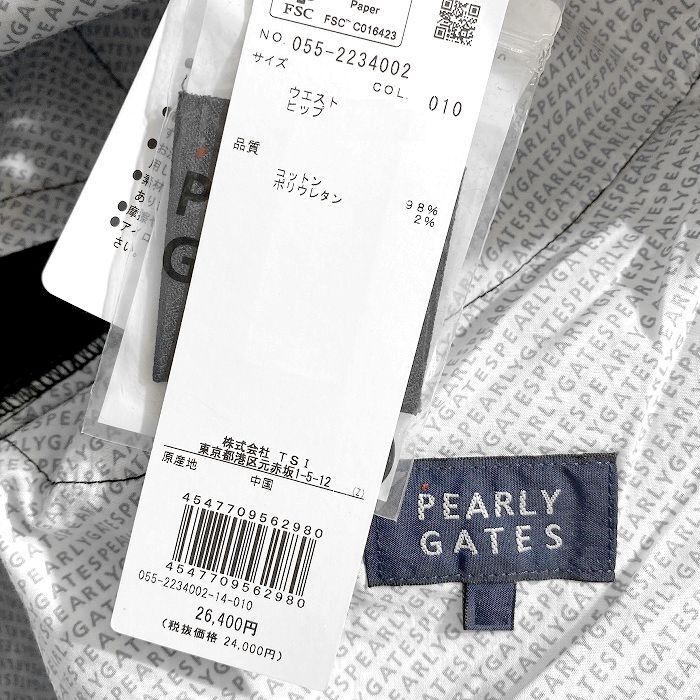 FSC
Paper
FSC™ C016423
NO. 055-2234002
サイズ
COL. 010
ウエスト
ヒップ
品質
コットン 98%
ポリウレタン 2%
株式会社 TSI
東京都港区元赤坂1-5-12
(Z)
原産地 中国
4547709562980
4547709562980
055-2234002-14-010
26,400円
(税抜価格 24,000円)
P
G
PEARLY
GATES